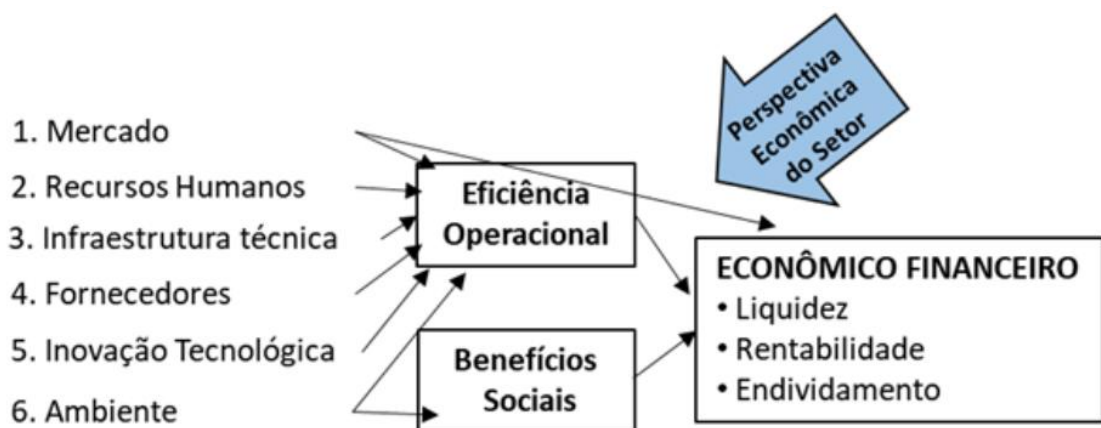 1. Mercado
2. Recursos Humanos
3. Infraestrutura técnica
4. Fornecedores
5. Inovação Tecnológica
6. Ambiente
Eficiência
Operacional
Benefícios
Sociais
Perspectiva
Econômica
do Setor
ECONÔMICO FINANCEIRO
• Liquidez
• Rentabilidade
• Endividamento